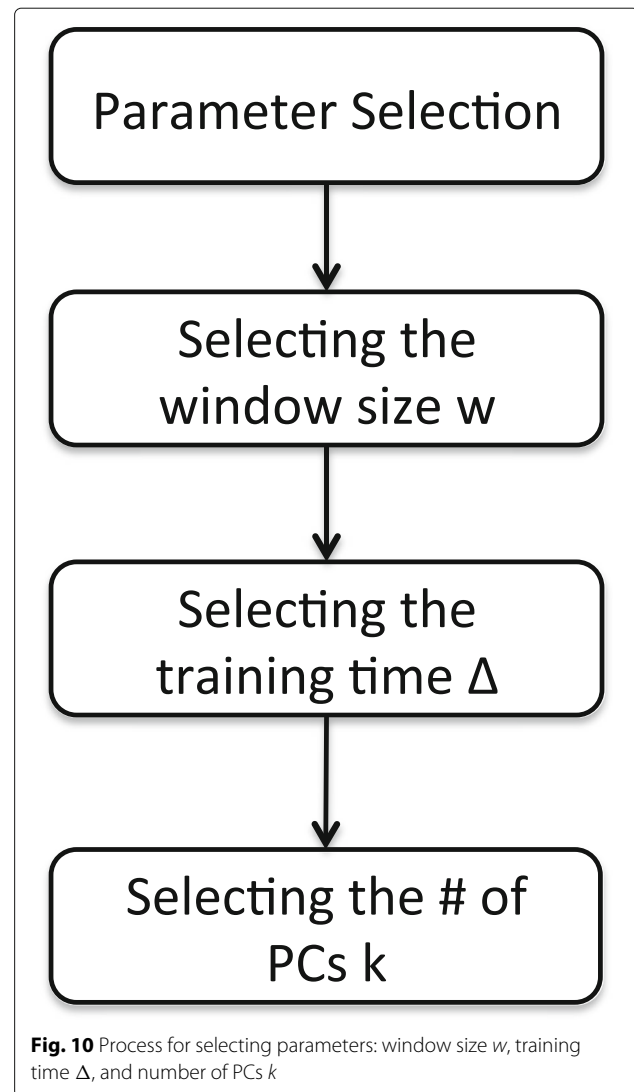 Parameter Selection
Selecting the
window size w
Selecting the
training time Δ
Selecting the # of
PCs k
Fig. 10 Process for selecting parameters: window size w, training
time Δ, and number of PCs k